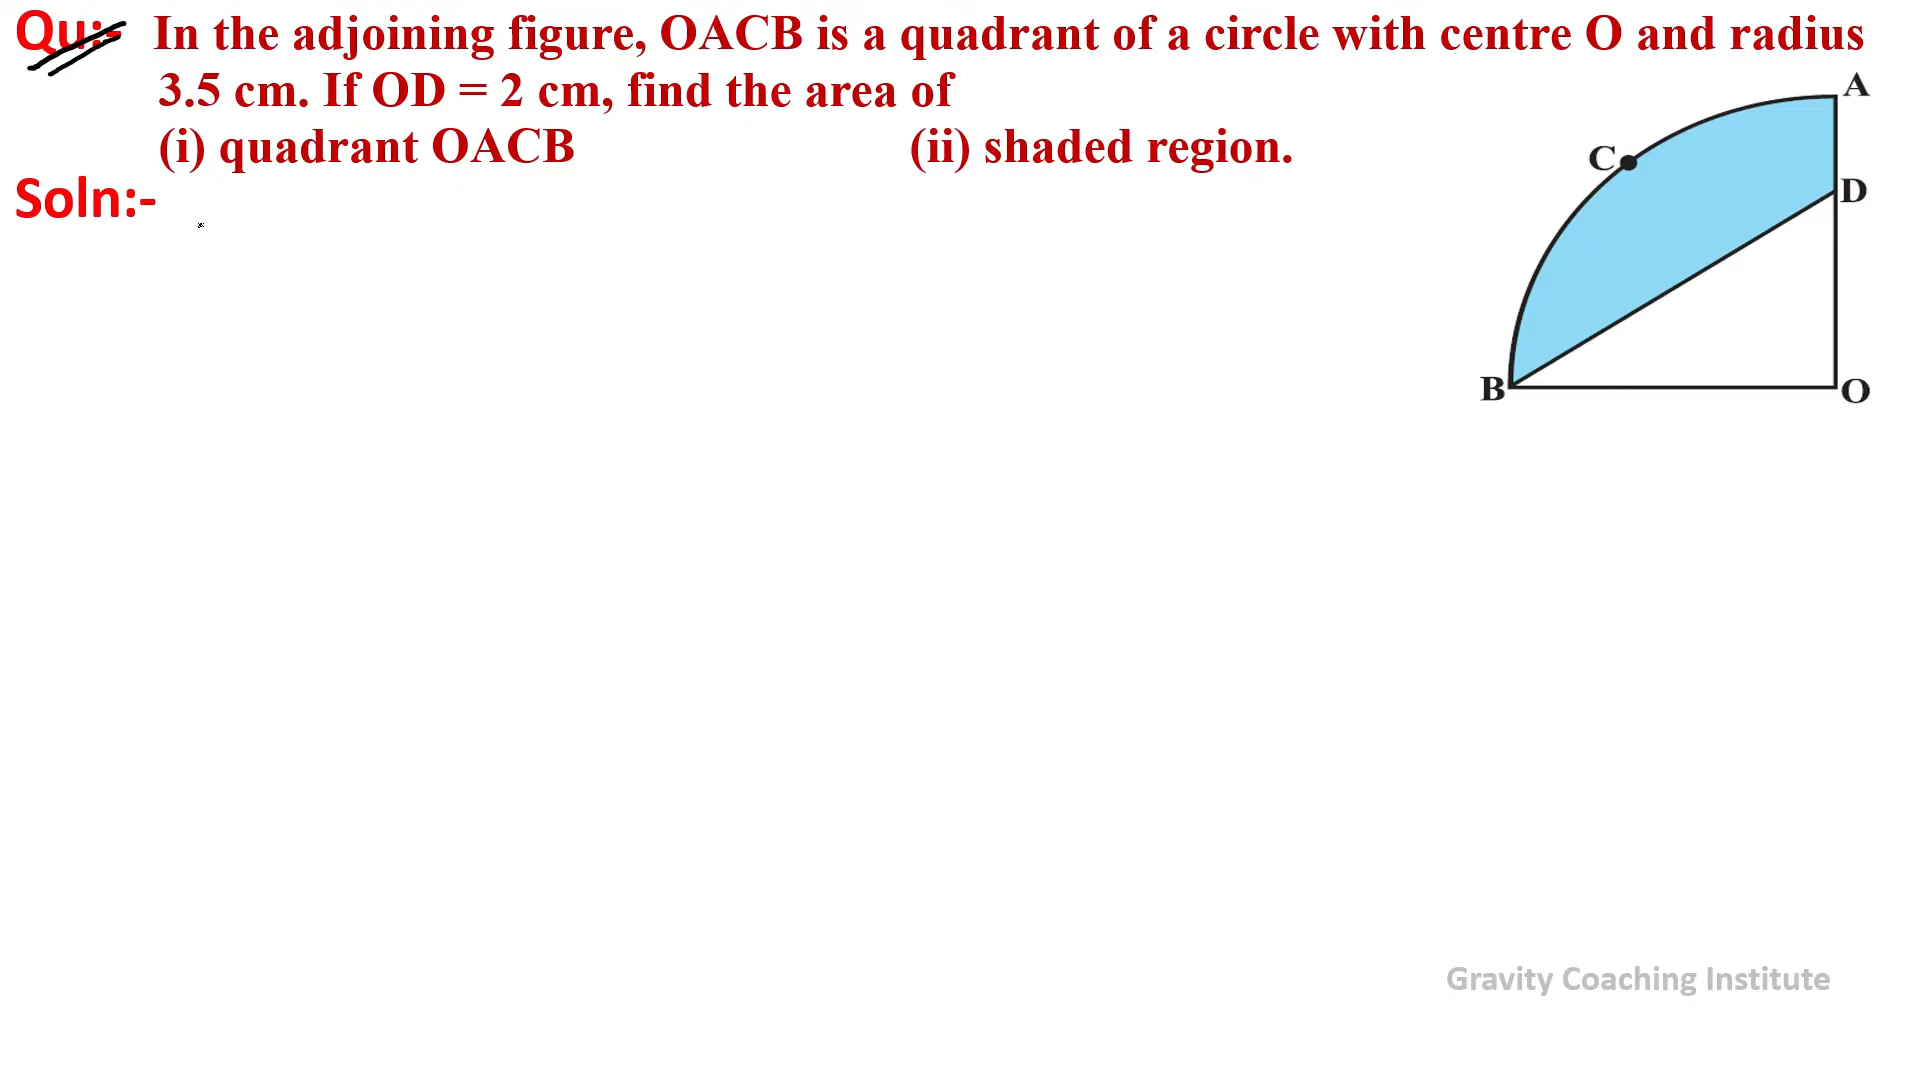 Qu:- In the adjoining figure, OACB is a quadrant of a circle with centre O and radius
3.5 cm. If OD = 2 cm, find the area of
(i) quadrant OACB (ii) shaded region.
Soln:-
A
C
D
B
O
Gravity Coaching Institute